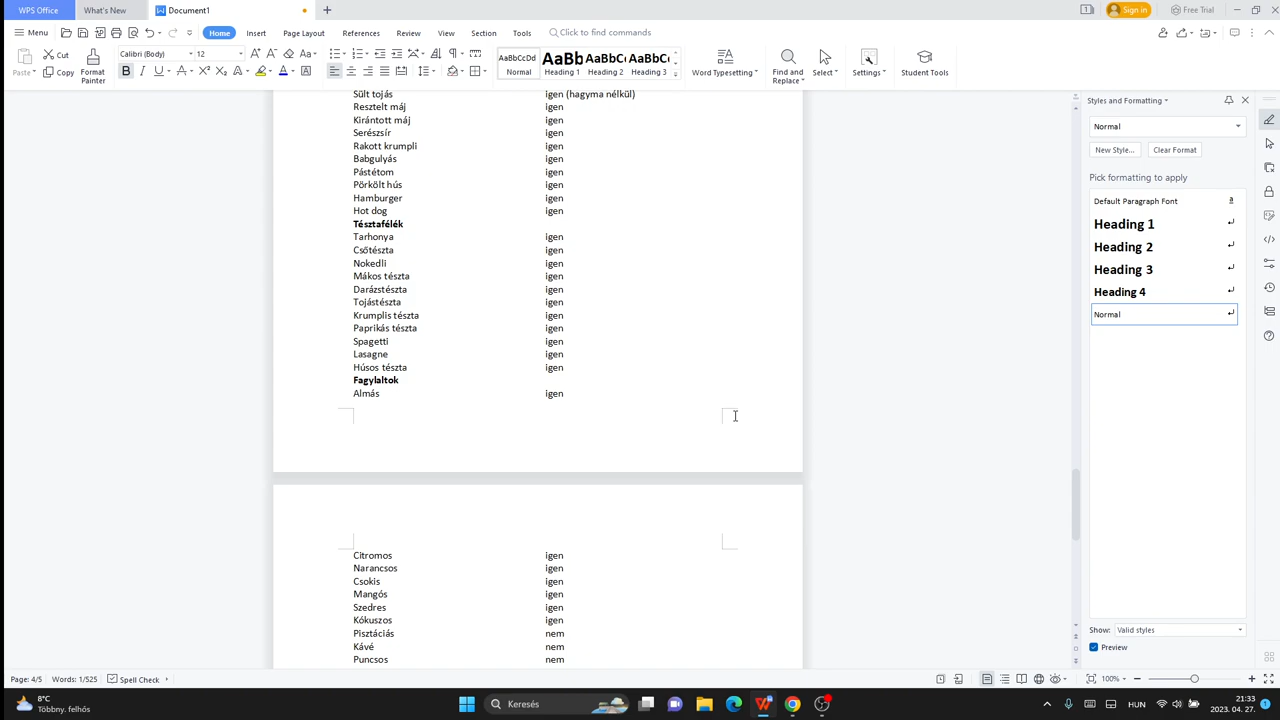 WPS Office What's New Document1 Sign in Free Trial
Menu Home Insert Page Layout References Review View Section Tools Click to find commands
Paste Cut Copy Format Painter Calibri (Body) 12 AaBbCcDd Normal AaBb Heading 1 AaBbC Heading 2 AaBbC Heading 3 Word Typesetting Find and Replace Select Settings Student Tools
Sült tojás igen (hagyma nélkül)
Resztelt máj igen
Kirántott máj igen
Serészsír igen
Rakott krumpli igen
Babgulyás igen
Pástétom igen
Pörkölt hús igen
Hamburger igen
Hot dog igen
Tésztafélék
Tarhonya igen
Csőtészta igen
Nokedli igen
Mákos tészta igen
Darázstészta igen
Tojástészta igen
Krumplis tészta igen
Paprikás tészta igen
Spagetti igen
Lasagne igen
Húsos tészta igen
Fagylaltok
Almás igen
Citromos igen
Narancsos igen
Csokis igen
Mangós igen
Szedres igen
Kókuszos igen
Pisztáciás nem
Kávé nem
Puncsos nem
Styles and Formatting
Normal
New Style... Clear Format
Pick formatting to apply
Default Paragraph Font a
Heading 1
Heading 2
Heading 3
Heading 4
Normal
Show: Valid styles
Preview
Page: 4/5 Words: 1/525 Spell Check 100%
8°C
Többny. felhős
Keresés
HUN
21:33
2023. 04. 27.